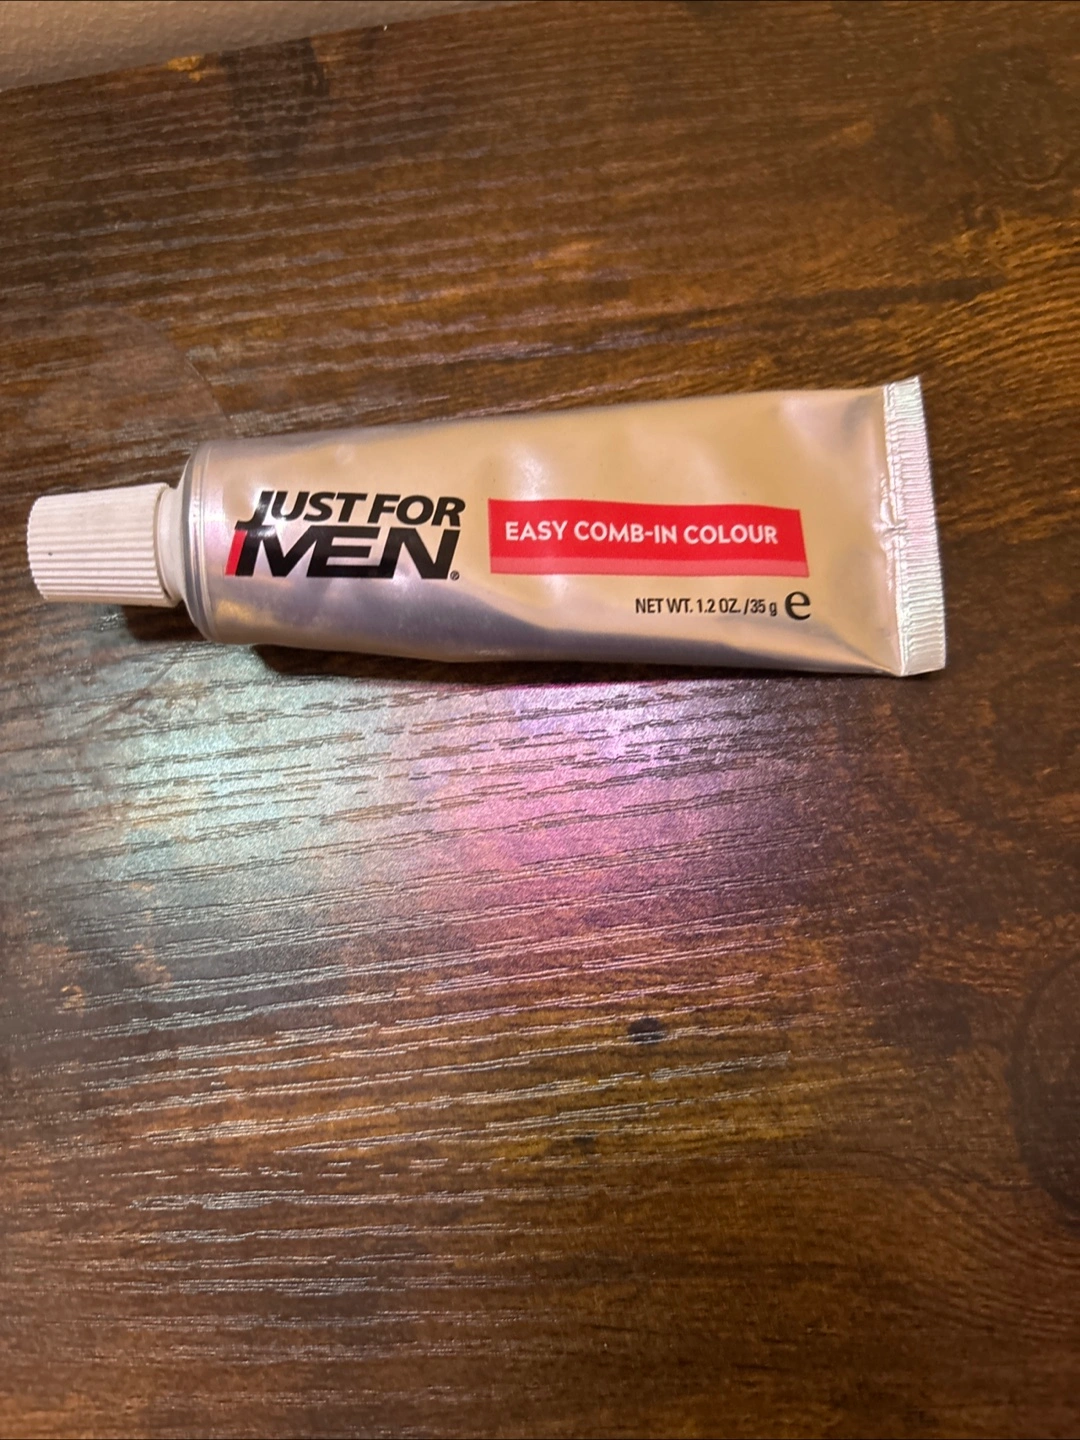 JUST FOR
MEN®
EASY COMB-IN COLOUR
NET WT. 1.2 OZ./35 g ℮